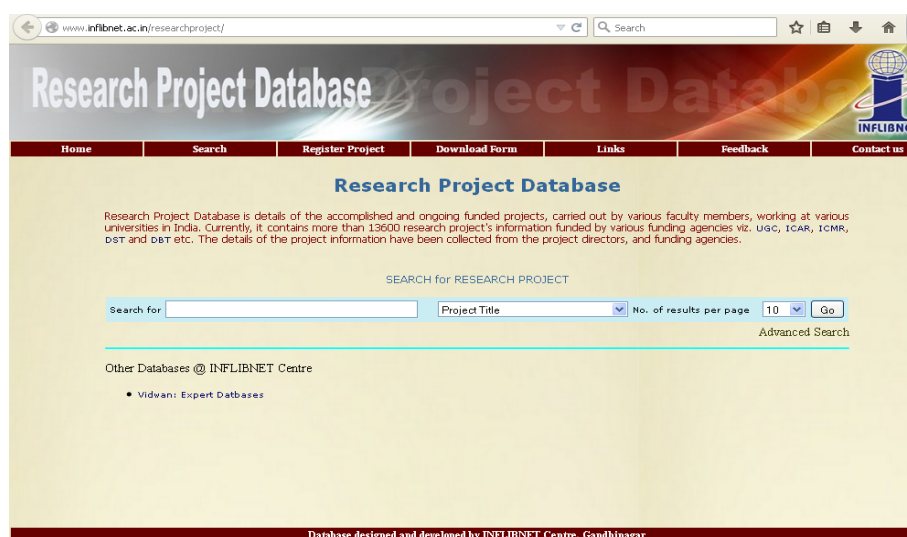 www.inflibnet.ac.in/researchproject/ Search
Research Project Database
roject Databa
INFLIBN
Home Search Register Project Download Form Links Feedback Contact us
Research Project Database
Research Project Database is details of the accomplished and ongoing funded projects, carried out by various faculty members, working at various
universities in India. Currently, it contains more than 13600 research project's information funded by various funding agencies viz. UGC, ICAR, ICMR,
DST and DBT etc. The details of the project information have been collected from the project directors, and funding agencies.
SEARCH for RESEARCH PROJECT
Search for Project Title No. of results per page 10 Go
Advanced Search
Other Databases @ INFLIBNET Centre
Vidwan: Expert Datbases
Database designed and developed by INFLIBNET Centre, Gandhinagar